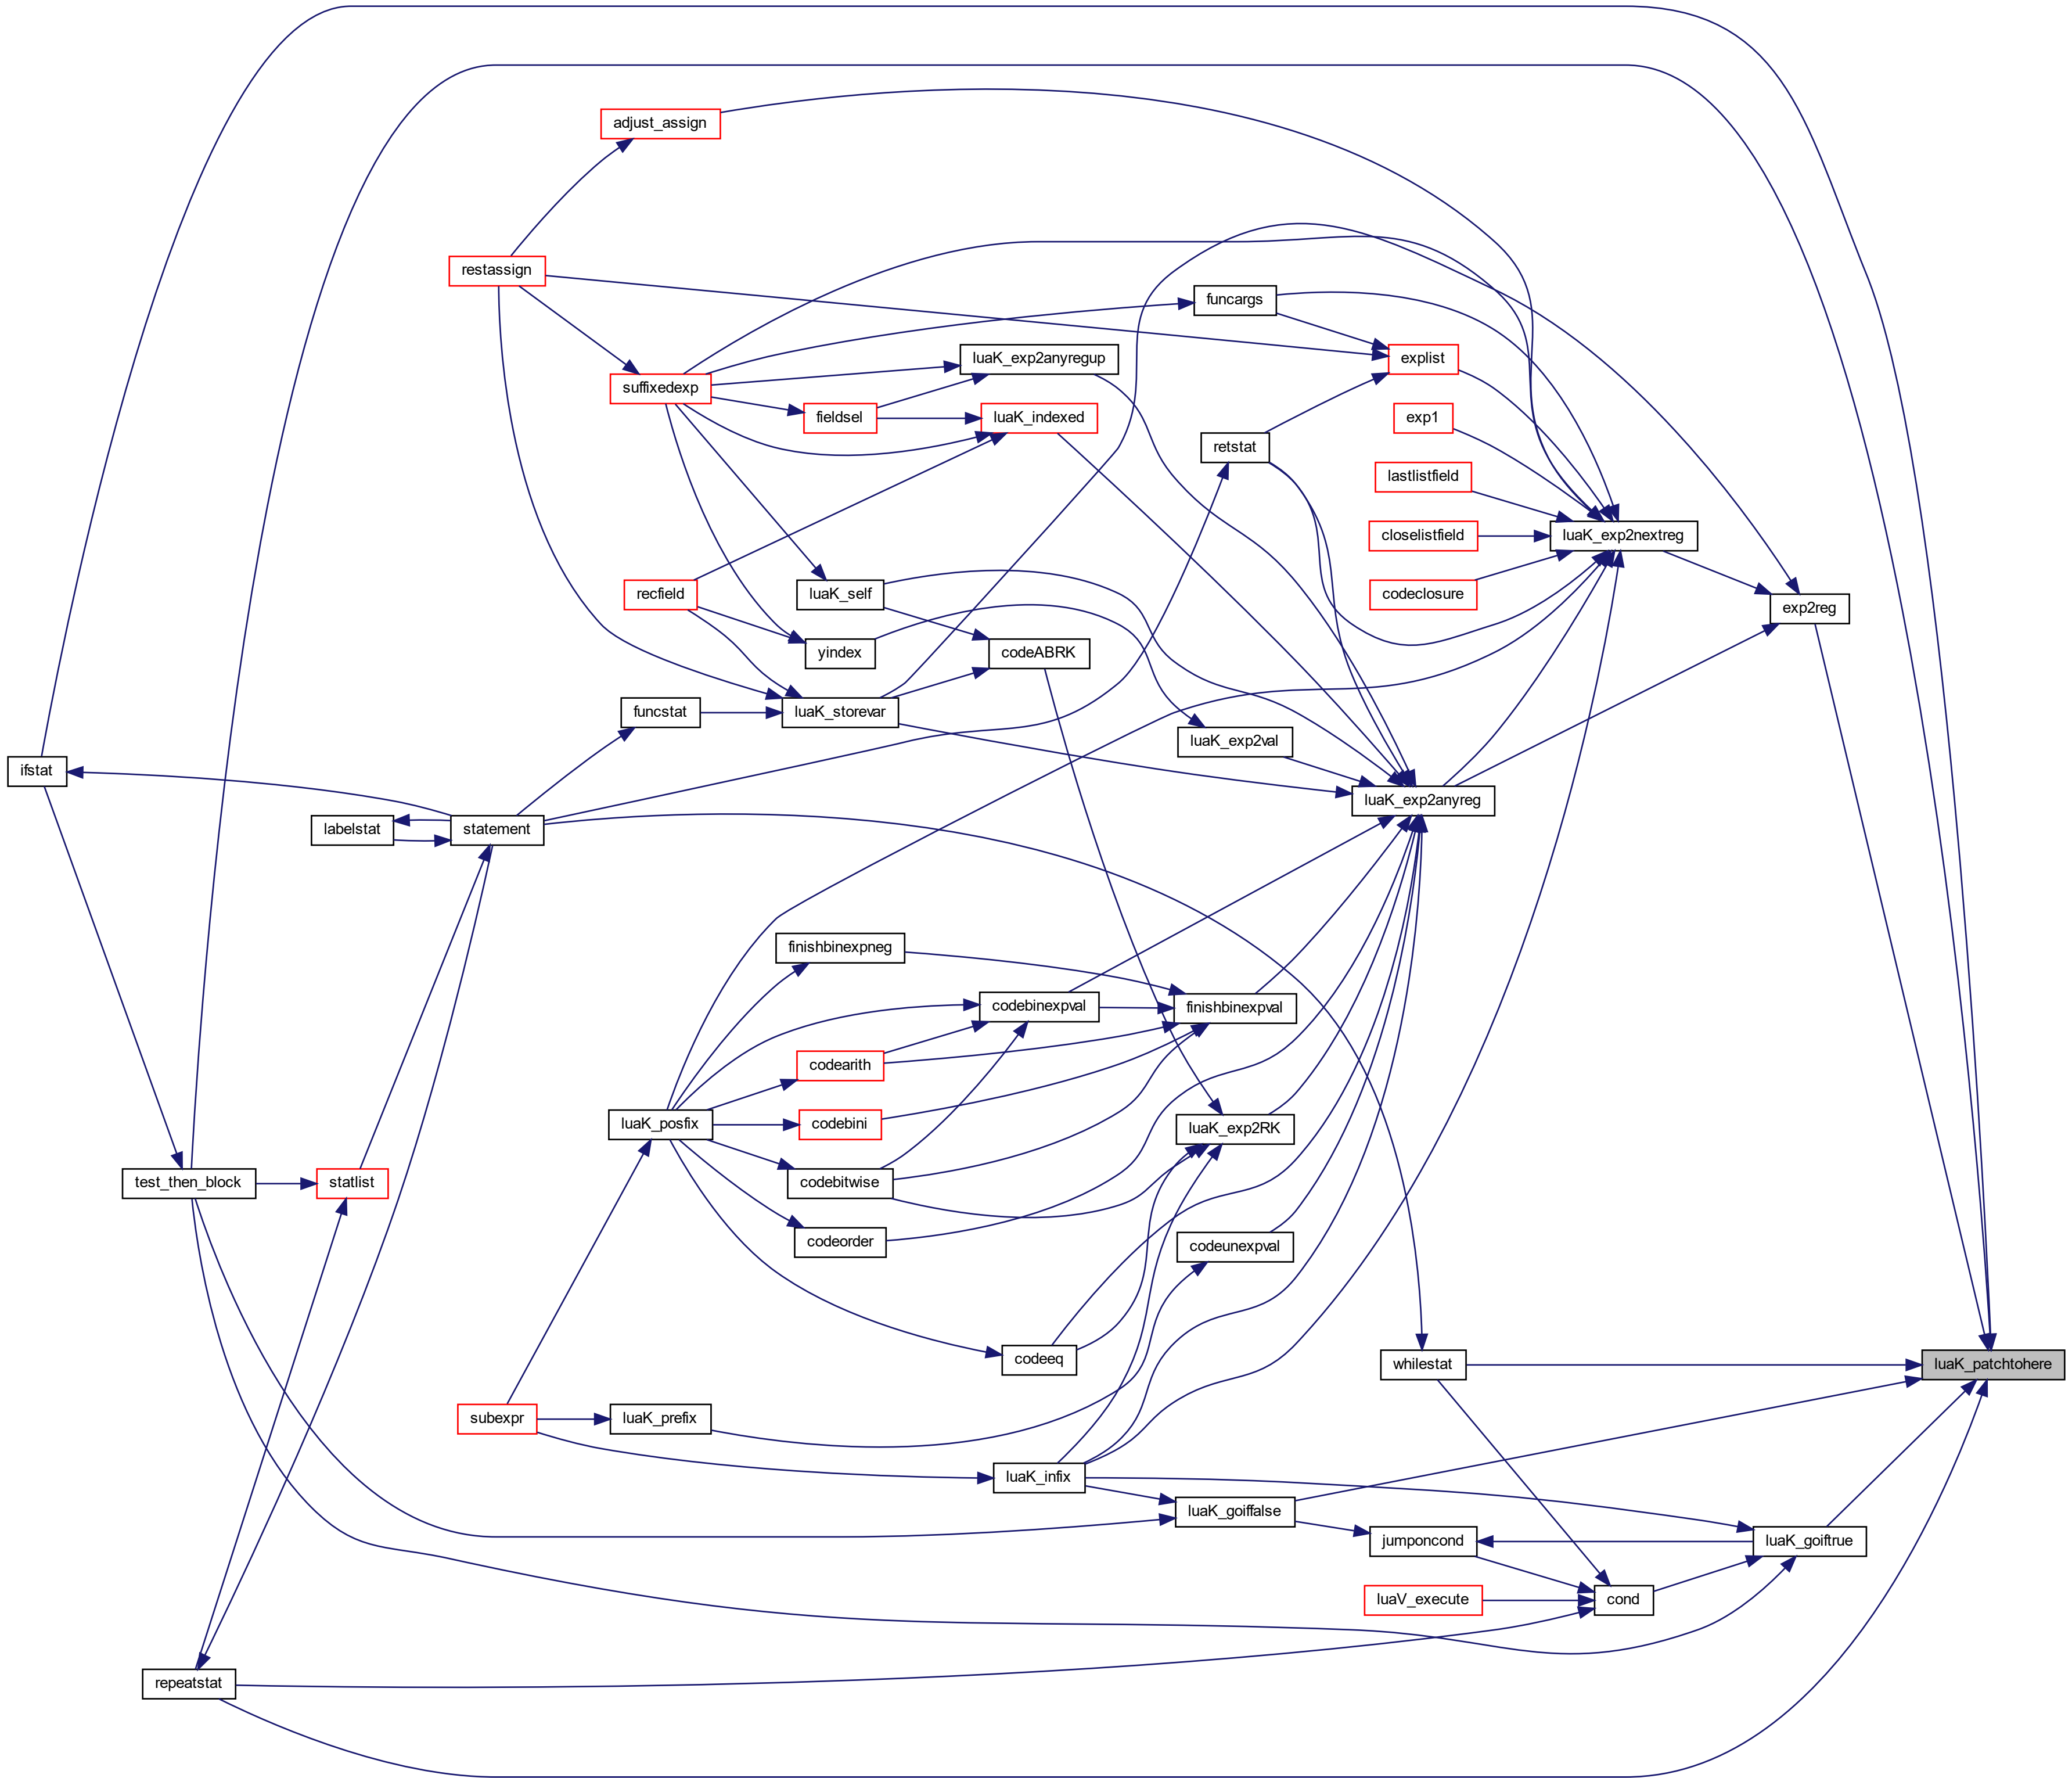 adjust_assign
restassign
funcargs
luaK_exp2anyregup
explist
suffixedexp
fieldsel
luaK_indexed
exp1
retstat
lastlistfield
luaK_exp2nextreg
closelistfield
recfield
luaK_self
codeclosure
exp2reg
yindex
codeABRK
funcstat
luaK_storevar
luaK_exp2val
ifstat
luaK_exp2anyreg
labelstat
statement
finishbinexpneg
codebinexpval
finishbinexpval
codearith
luaK_posfix
codebini
luaK_exp2RK
test_then_block
statlist
codebitwise
codeorder
codeunexpval
codeeq
whilestat
luaK_patchtohere
subexpr
luaK_prefix
luaK_infix
luaK_goiffalse
jumponcond
luaK_goiftrue
luaV_execute
cond
repeatstat